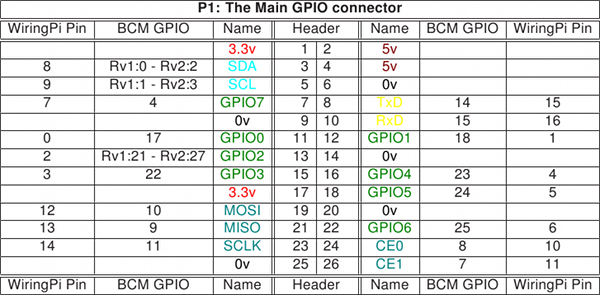 P1: The Main GPIO connector
WiringPi Pin BCM GPIO Name Header Name BCM GPIO WiringPi Pin
3.3v 1 2 5v
8 Rv1:0 - Rv2:2 SDA 3 4 5v
9 Rv1:1 - Rv2:3 SCL 5 6 0v
7 4 GPIO7 7 8 TxD 14 15
0v 9 10 RxD 15 16
0 17 GPIO0 11 12 GPIO1 18 1
2 Rv1:21 - Rv2:27 GPIO2 13 14 0v
3 22 GPIO3 15 16 GPIO4 23 4
3.3v 17 18 GPIO5 24 5
12 10 MOSI 19 20 0v
13 9 MISO 21 22 GPIO6 25 6
14 11 SCLK 23 24 CE0 8 10
0v 25 26 CE1 7 11
WiringPi Pin BCM GPIO Name Header Name BCM GPIO WiringPi Pin